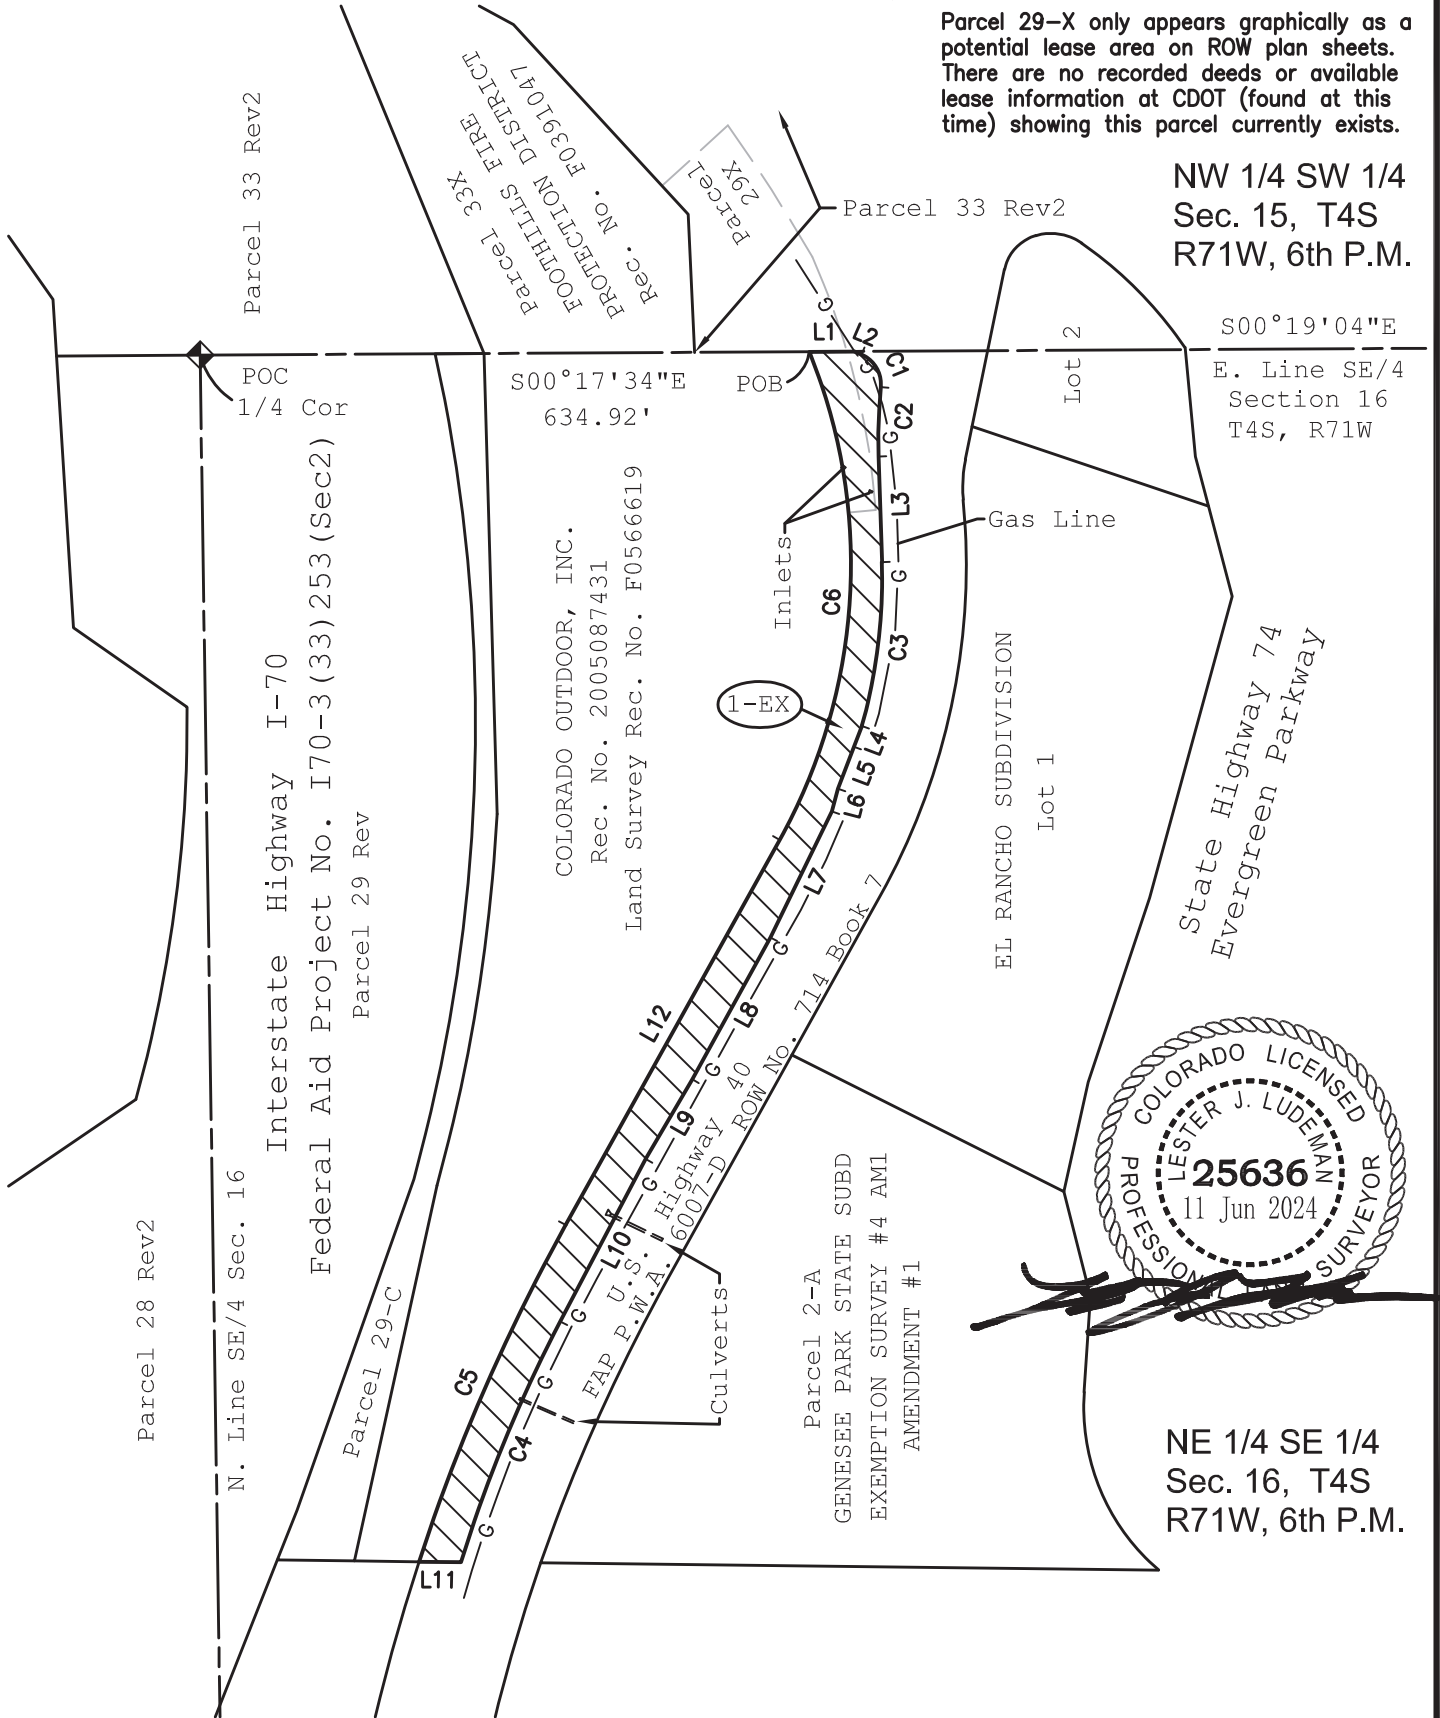 Parcel 29-X only appears graphically as a
potential lease area on ROW plan sheets.
There are no recorded deeds or available
lease information at CDOT (found at this
time) showing this parcel currently exists.
NW 1/4 SW 1/4
Sec. 15, T4S
R71W, 6th P.M.
Parcel 33 Rev2
Parcel 33X
FOOTHILLS FIRE
PROTECTION DISTRICT
Rec. No. F0391047
Parcel
29X
Parcel 33 Rev2
G
L1
L2
S00°19'04"E
E. Line SE/4
Section 16
T4S, R71W
POC
1/4 Cor
S00°17'34"E
634.92'
POB
G
C1
C2
G
L3
Gas Line
G
Lot 2
Inlets
C6
C3
1-EX
L4
L5
L6
L7
G
L8
G
L9
G
L10
G
G
C4
G
L12
C5
L11
Interstate Highway I-70
Federal Aid Project No. I70-3(33)253(Sec2)
Parcel 29 Rev
COLORADO OUTDOOR, INC.
Rec. No. 2005087431
Land Survey Rec. No. F0566619
EL RANCHO SUBDIVISION
Lot 1
State Highway 74
Evergreen Parkway
U.S. Highway 40
FAP P.W.A. 6007-D ROW No. 714 Book 7
Culverts
Parcel 2-A
GENESEE PARK STATE SUBD
EXEMPTION SURVEY #4 AM1
AMENDMENT #1
Parcel 28 Rev2
N. Line SE/4 Sec. 16
Parcel 29-C
COLORADO LICENSED
LESTER J. LUDEMAN
25636
11 Jun 2024
PROFESSIONAL LAND SURVEYOR
NE 1/4 SE 1/4
Sec. 16, T4S
R71W, 6th P.M.